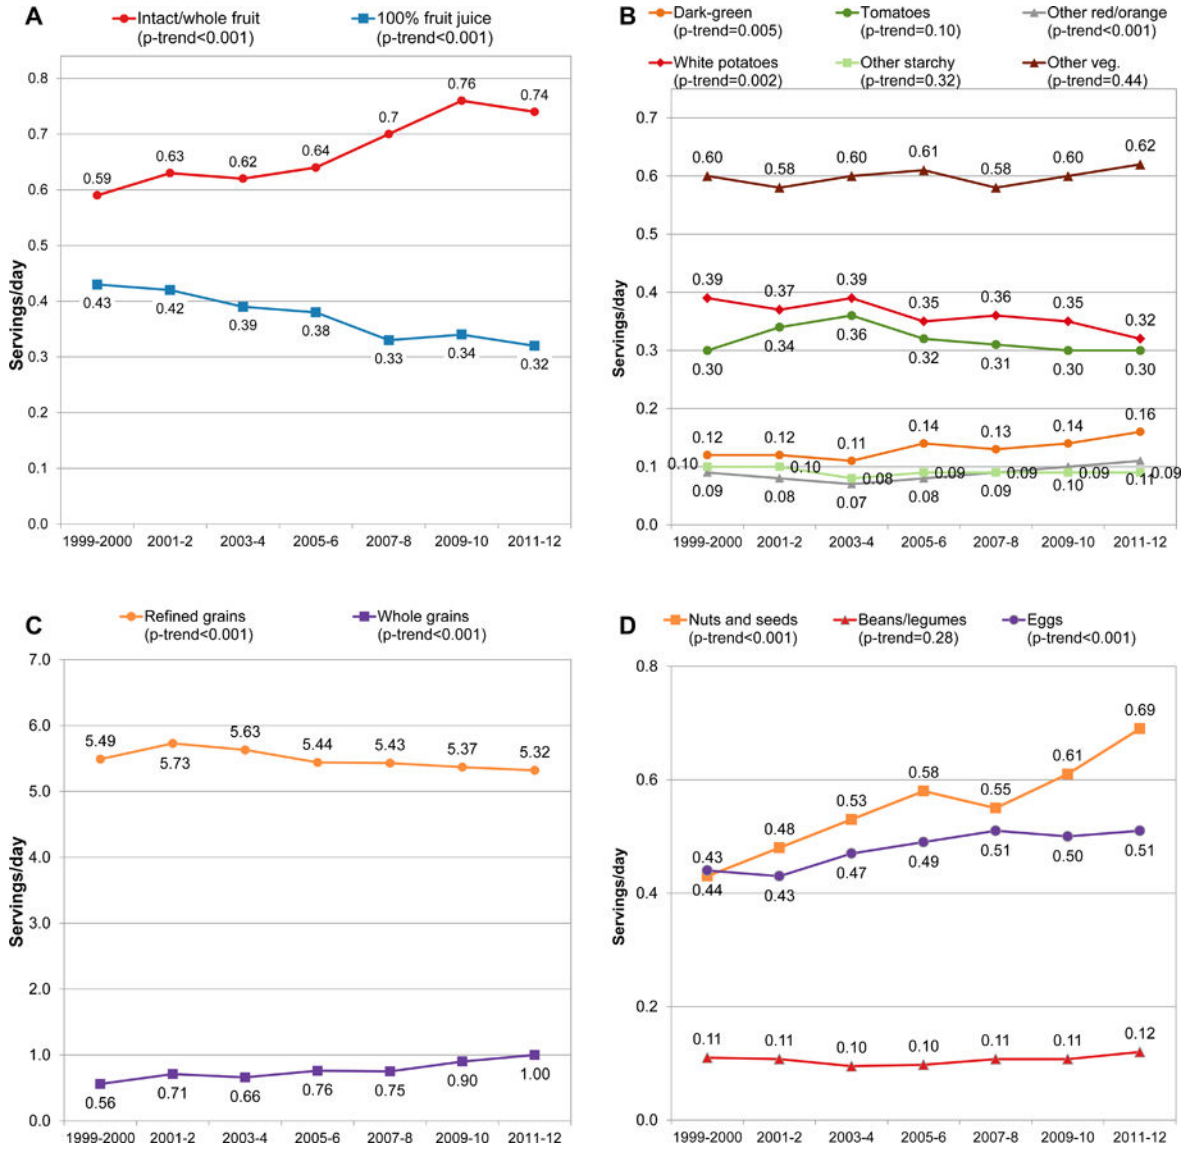 A
Intact/whole fruit
(p-trend<0.001)
100% fruit juice
(p-trend<0.001)
Servings/day
0.8
0.7
0.6
0.5
0.4
0.3
0.2
0.1
0.0
0.59 0.63 0.62 0.64 0.7 0.76 0.74
0.43 0.42 0.39 0.38 0.33 0.34 0.32
1999-2000 2001-2 2003-4 2005-6 2007-8 2009-10 2011-12
B
Dark-green
(p-trend=0.005)
Tomatoes
(p-trend=0.10)
Other red/orange
(p-trend<0.001)
White potatoes
(p-trend=0.002)
Other starchy
(p-trend=0.32)
Other veg.
(p-trend=0.44)
Servings/day
0.7
0.6
0.5
0.4
0.3
0.2
0.1
0.0
0.60 0.58 0.60 0.61 0.58 0.60 0.62
0.39 0.37 0.39 0.35 0.36 0.35 0.32
0.30 0.34 0.36 0.32 0.31 0.30 0.30
0.12 0.12 0.11 0.14 0.13 0.14 0.16
0.10 0.10 0.08 0.09 0.09 0.09 0.09
0.09 0.08 0.07 0.08 0.09 0.10 0.11
1999-2000 2001-2 2003-4 2005-6 2007-8 2009-10 2011-12
C
Refined grains
(p-trend<0.001)
Whole grains
(p-trend<0.001)
Servings/day
7.0
6.0
5.0
4.0
3.0
2.0
1.0
0.0
5.49 5.73 5.63 5.44 5.43 5.37 5.32
0.56 0.71 0.66 0.76 0.75 0.90 1.00
1999-2000 2001-2 2003-4 2005-6 2007-8 2009-10 2011-12
D
Nuts and seeds
(p-trend<0.001)
Beans/legumes
(p-trend=0.28)
Eggs
(p-trend<0.001)
Servings/day
0.8
0.6
0.4
0.2
0.0
0.43 0.48 0.53 0.58 0.55 0.61 0.69
0.44 0.43 0.47 0.49 0.51 0.50 0.51
0.11 0.11 0.10 0.10 0.11 0.11 0.12
1999-2000 2001-2 2003-4 2005-6 2007-8 2009-10 2011-12